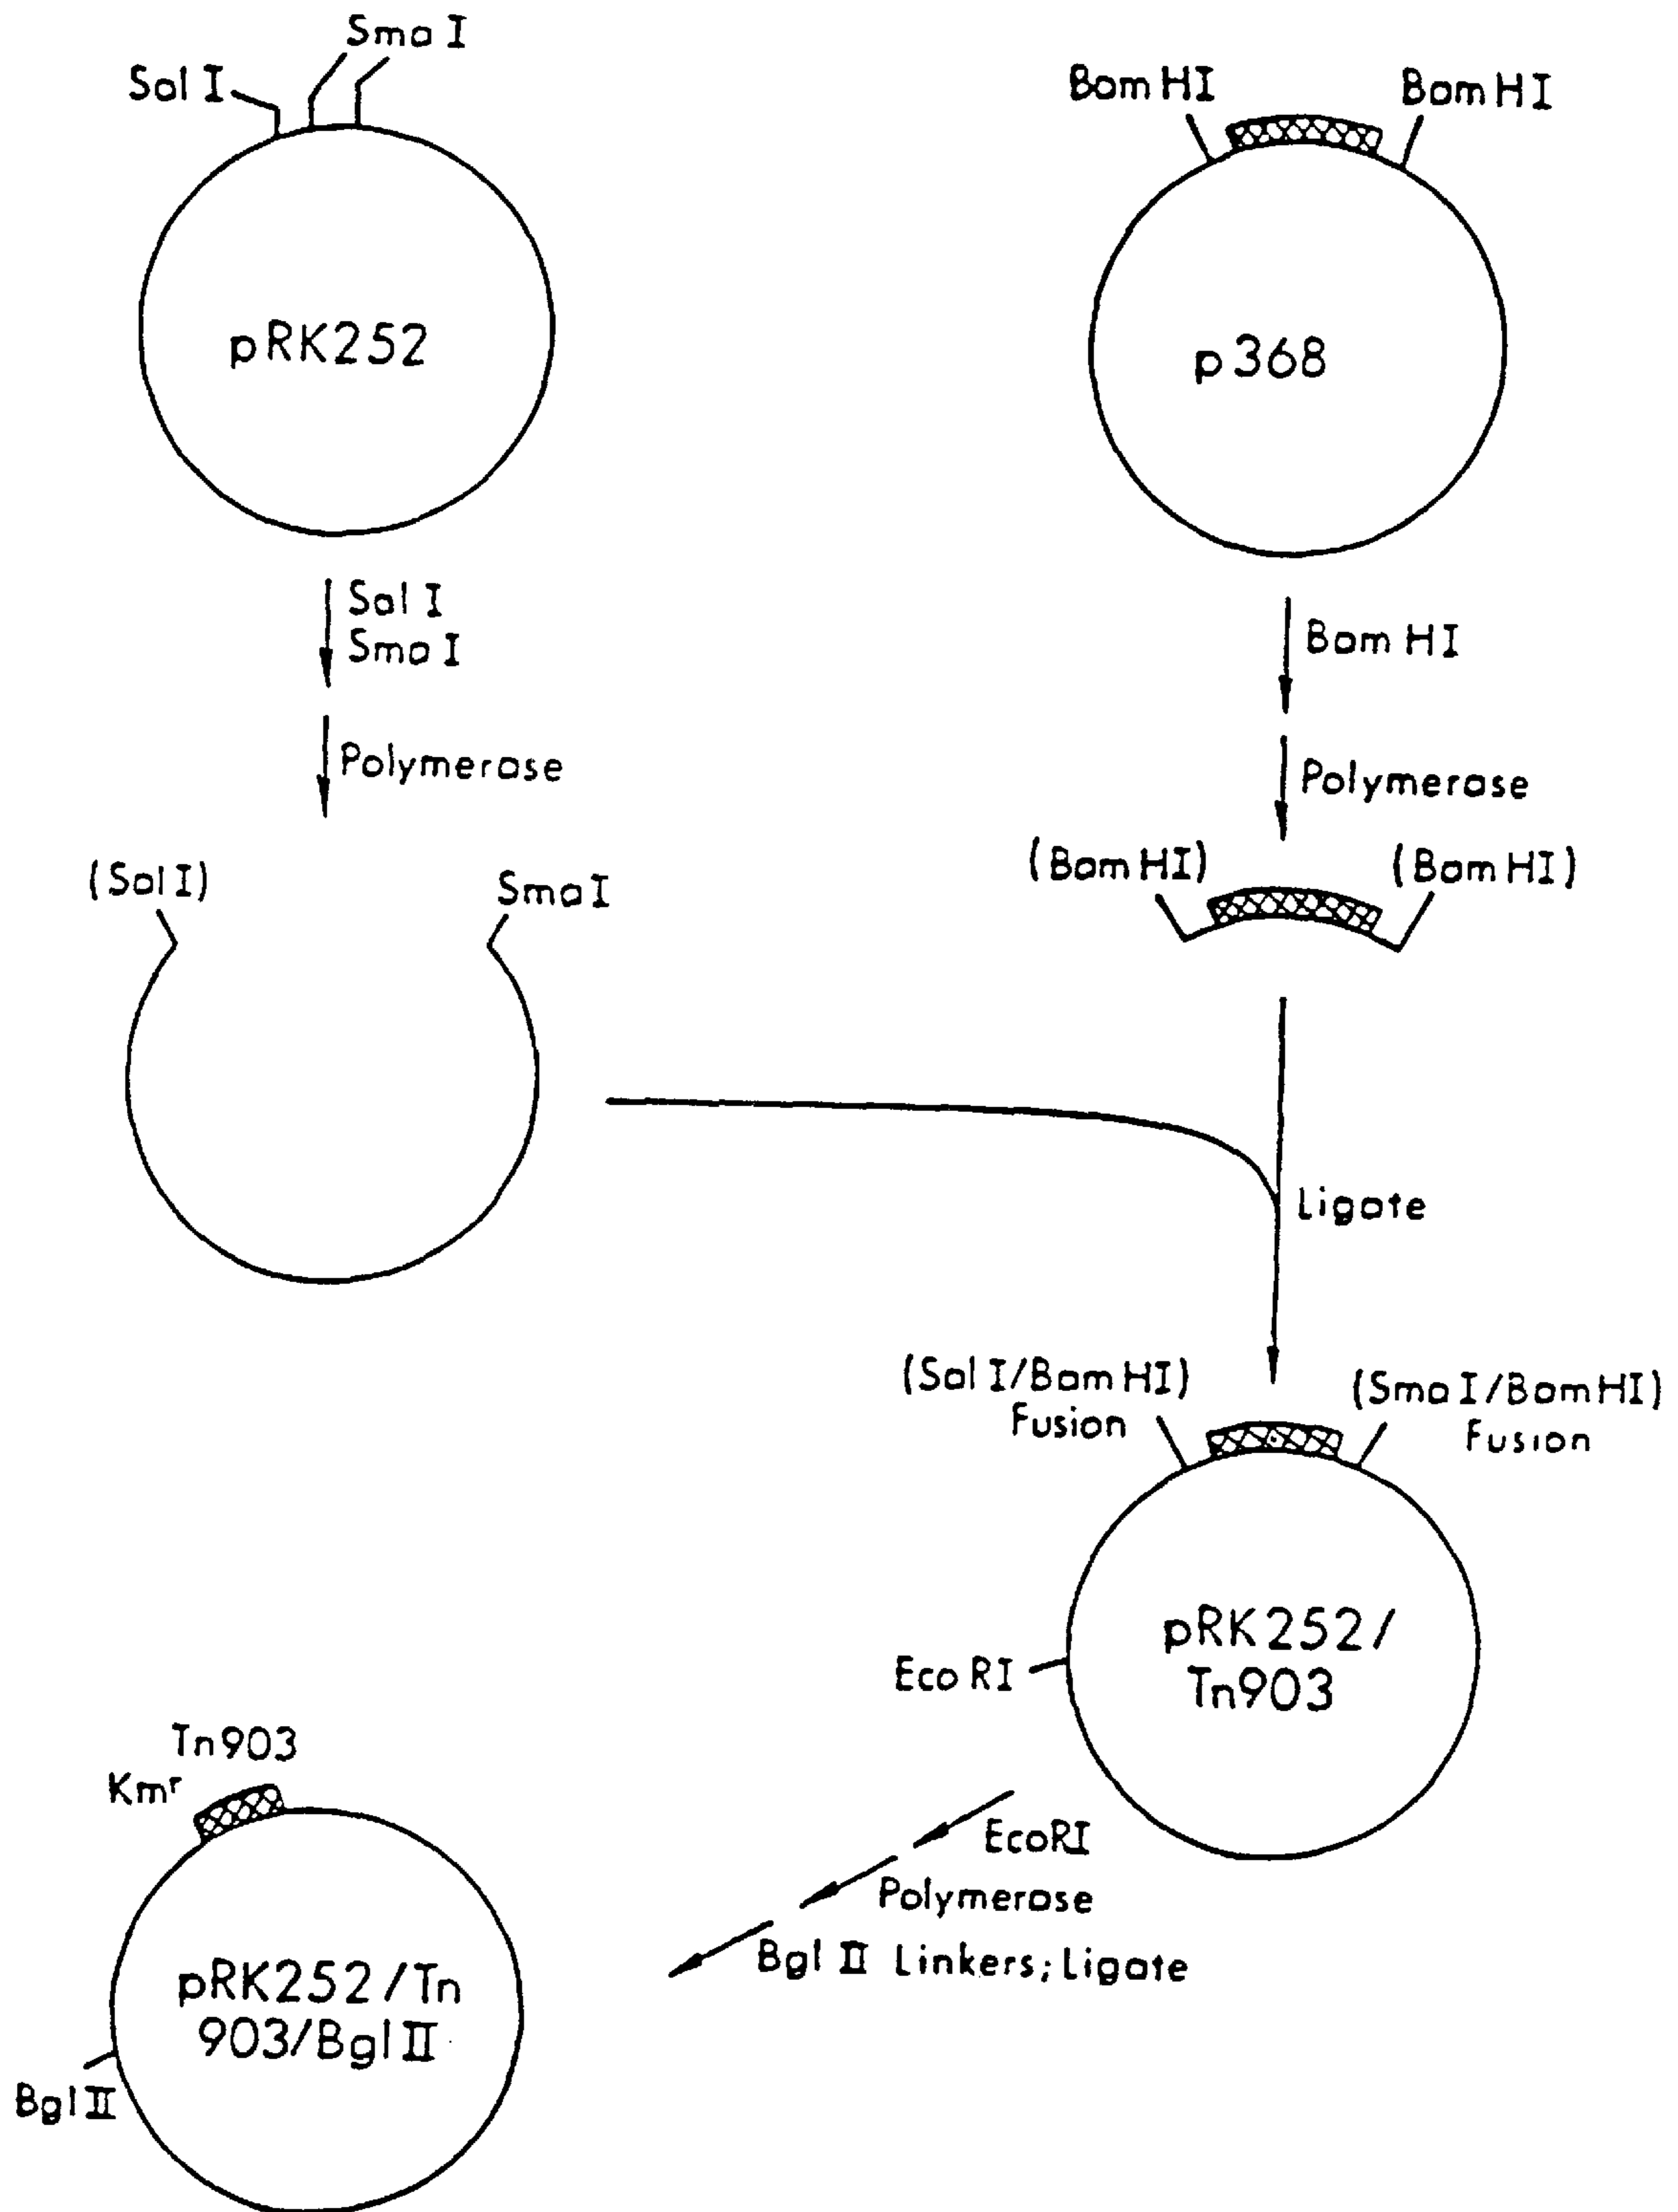 Sma I
Sal I
Bam HI
Bam HI
pRK252
p368
Sal I
Sma I
Bam HI
Polymerase
Polymerase
(Sal I)
Sma I
(Bam HI)
(Bam HI)
Ligate
(Sal I/Bam HI)
Fusion
(Sma I/Bam HI)
Fusion
pRK252/
Tn903
Eco RI
Tn903
Kmʳ
EcoRI
Polymerase
Bgl II Linkers; Ligate
pRK252/Tn
903/Bgl II
Bgl II